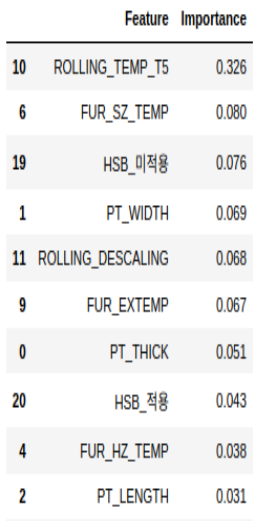 Feature Importance
10 ROLLING_TEMP_T5 0.326
6 FUR_SZ_TEMP 0.080
19 HSB_미적용 0.076
1 PT_WIDTH 0.069
11 ROLLING_DESCALING 0.068
9 FUR_EXTEMP 0.067
0 PT_THICK 0.051
20 HSB_적용 0.043
4 FUR_HZ_TEMP 0.038
2 PT_LENGTH 0.031